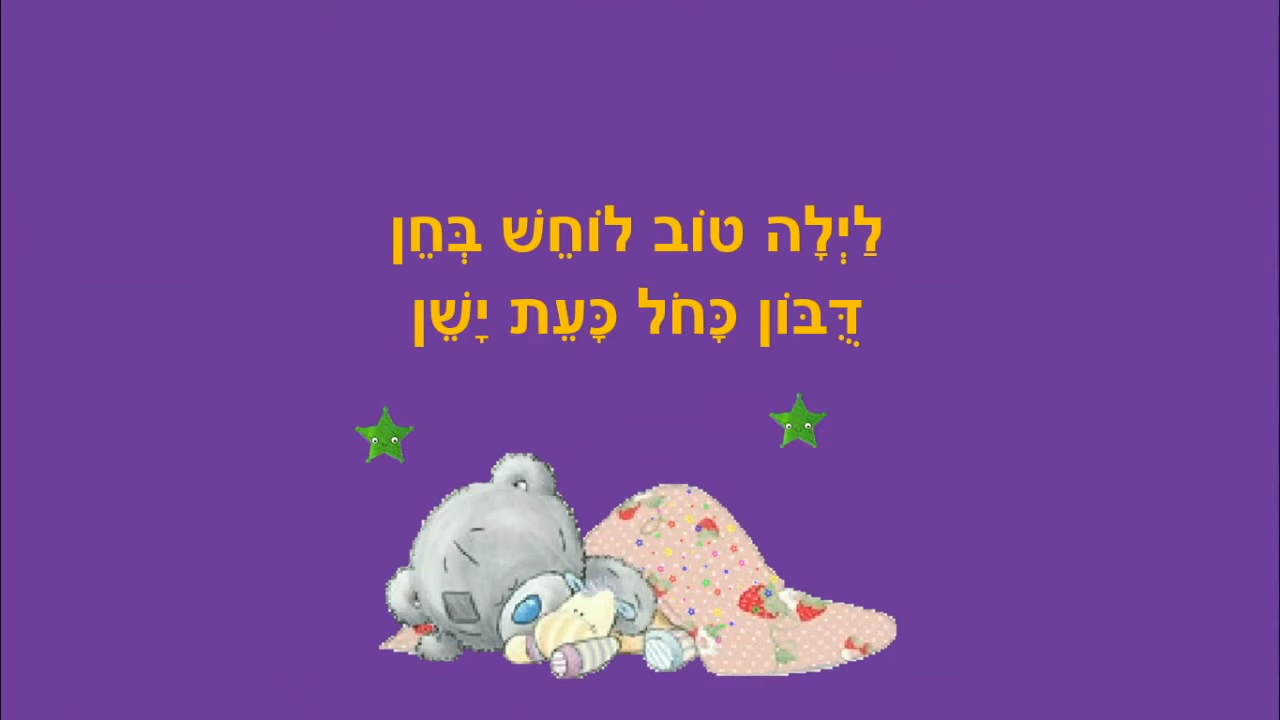 לַיְלָה טוֹב לוֹחֵשׁ בְּחֵן
דֻּבּוֹן כָּחֹל כָּעֵת יָשֵׁן